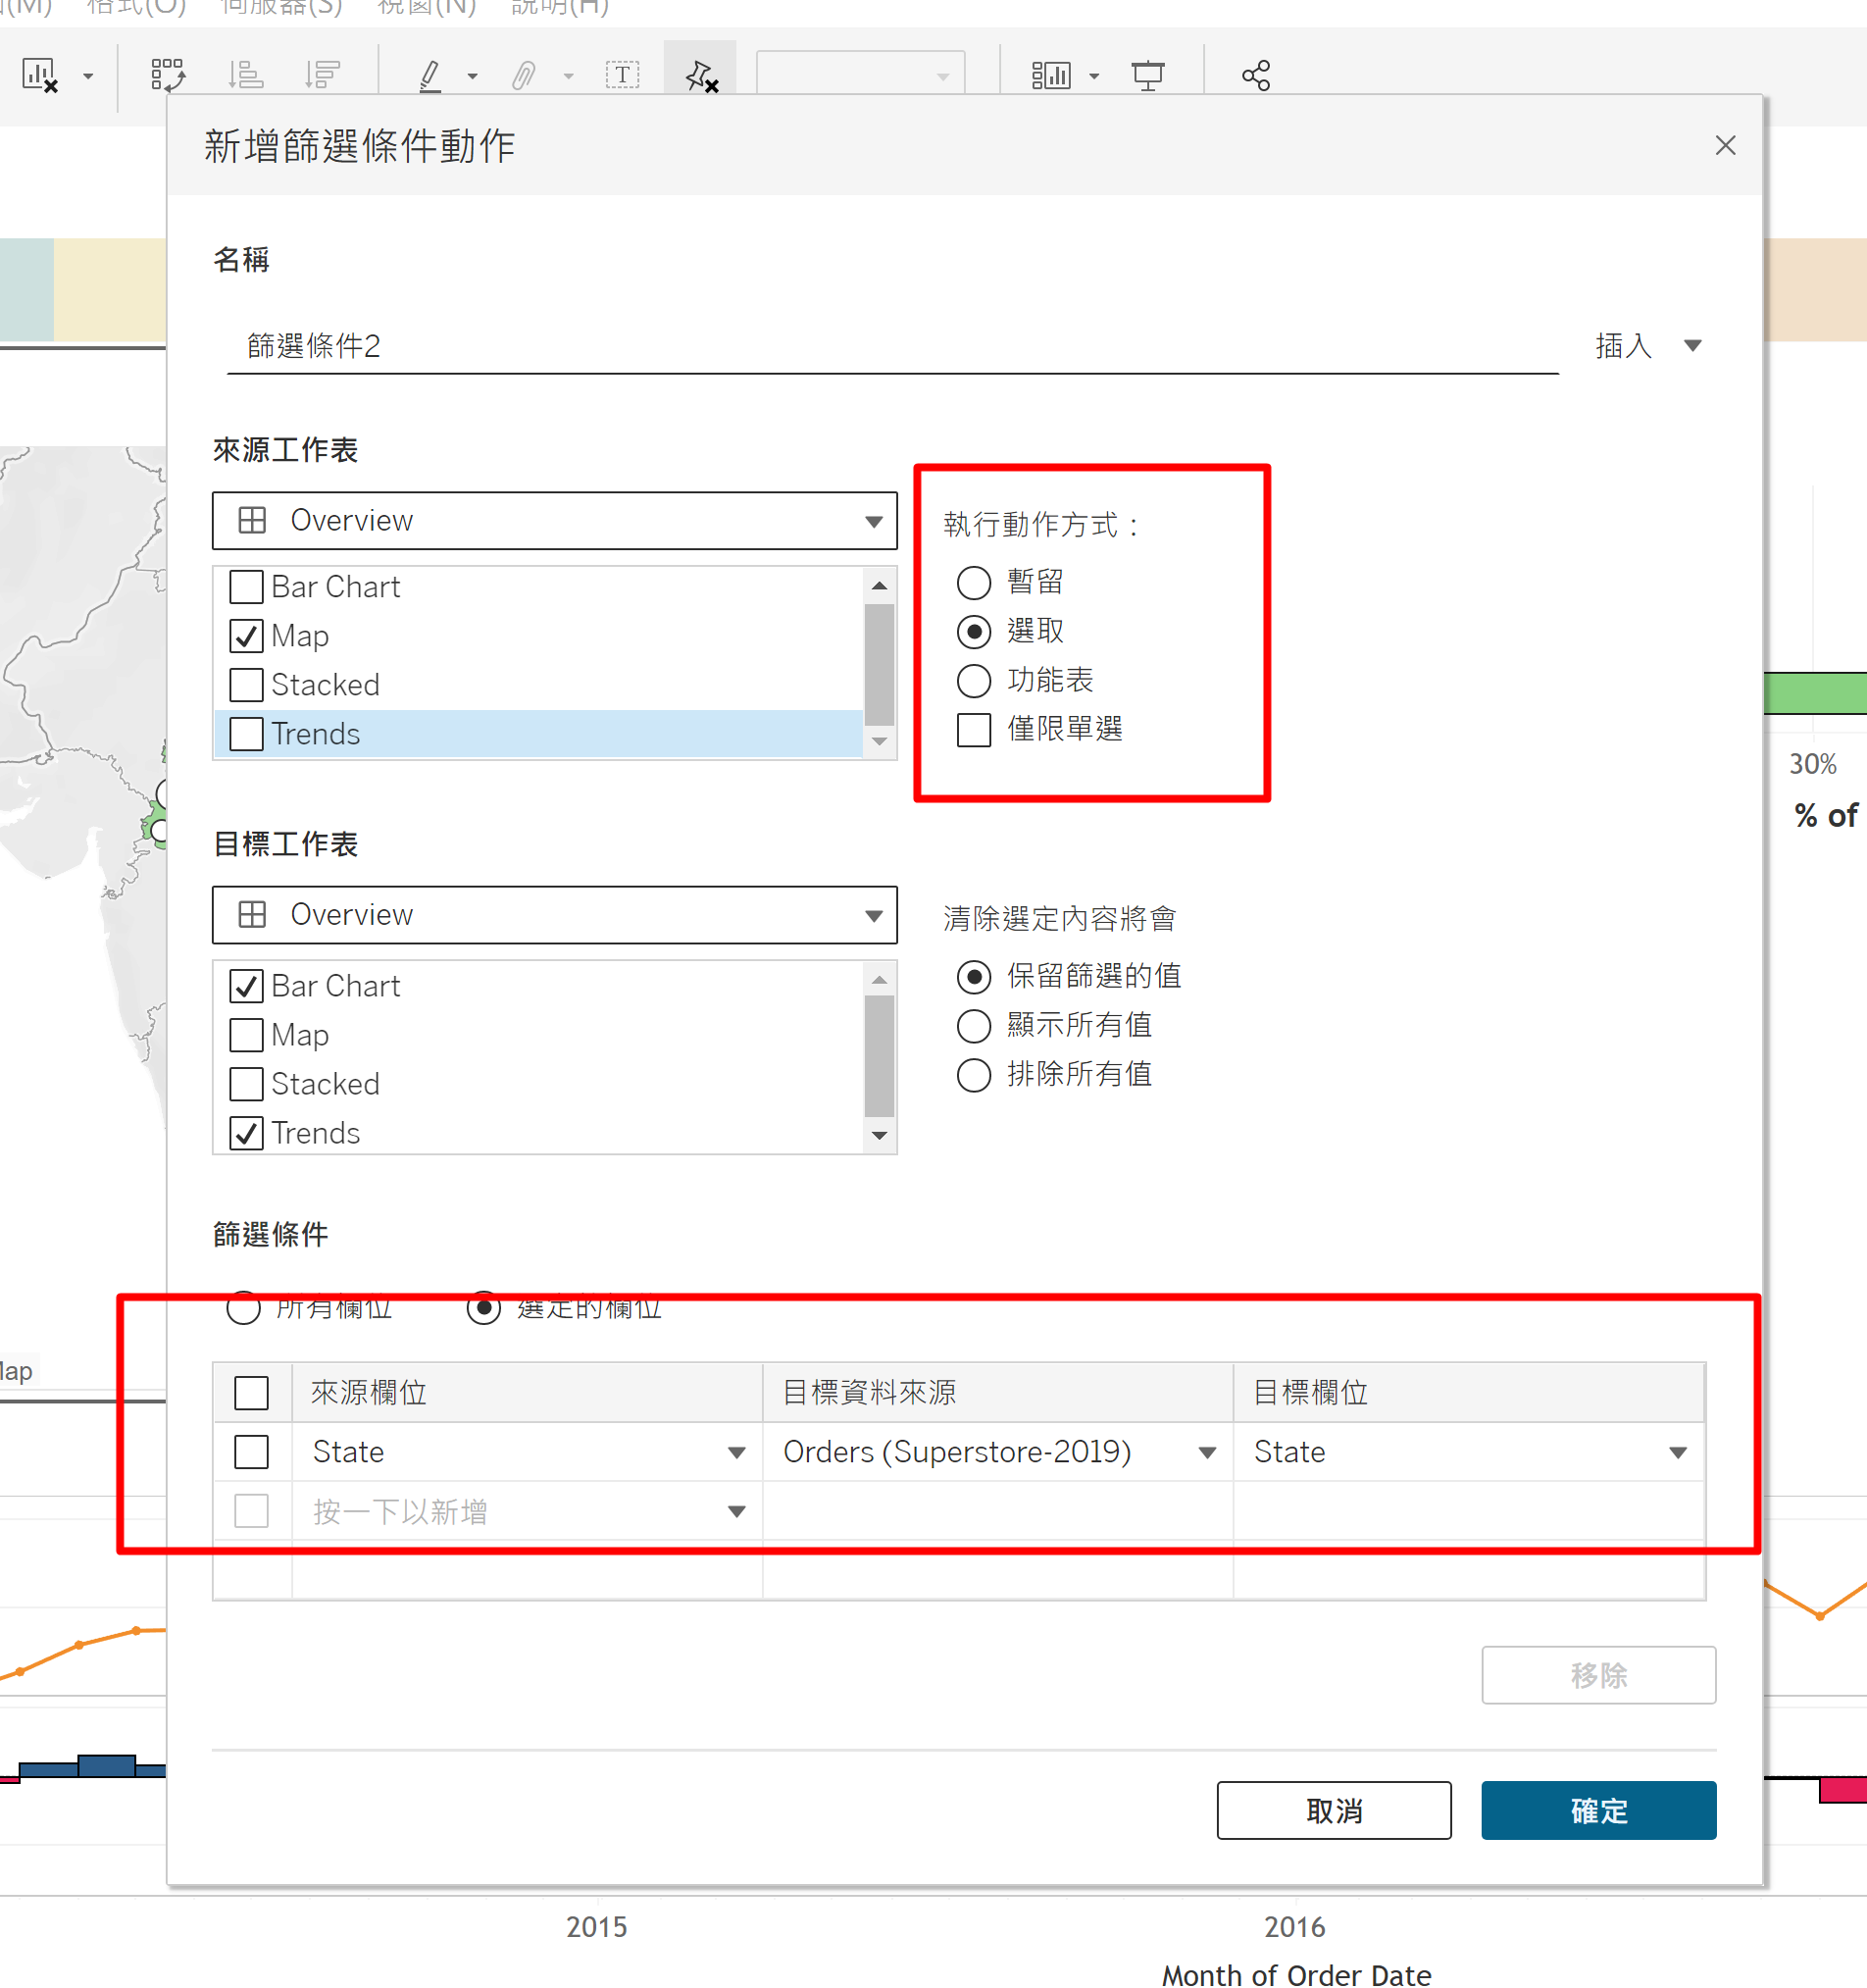 (M) 格式(O) 伺服器(S) 視窗(N) 說明(H)
T
新增篩選條件動作
名稱
篩選條件2
插入
來源工作表
Overview
執行動作方式：
Bar Chart
暫留
Map
選取
Stacked
功能表
Trends
僅限單選
30%
% of
目標工作表
Overview
清除選定內容將會
Bar Chart
保留篩選的值
Map
顯示所有值
Stacked
排除所有值
Trends
篩選條件
所有欄位 選定的欄位
來源欄位 目標資料來源 目標欄位
State Orders (Superstore-2019) State
按一下以新增
移除
取消 確定
2015 2016
Month of Order Date